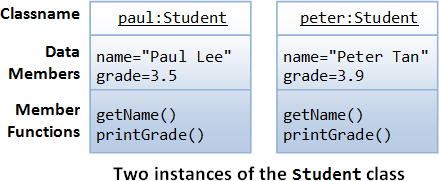 Classname
paul:Student
peter:Student
Data
Members
name="Paul Lee"
grade=3.5
name="Peter Tan"
grade=3.9
Member
Functions
getName()
printGrade()
getName()
printGrade()
Two instances of the Student class